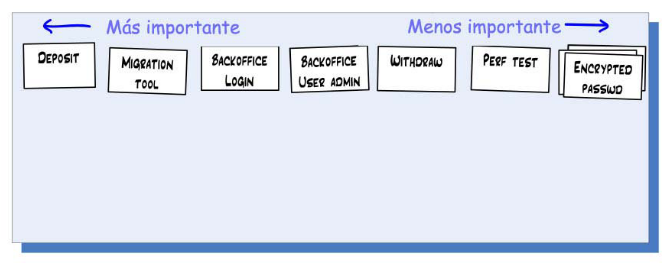 Más importante
Menos importante
DEPOSIT
MIGRATION
TOOL
BACKOFFICE
LOGIN
BACKOFFICE
USER ADMIN
WITHDRAW
PERF TEST
ENCRYPTED
PASSWD